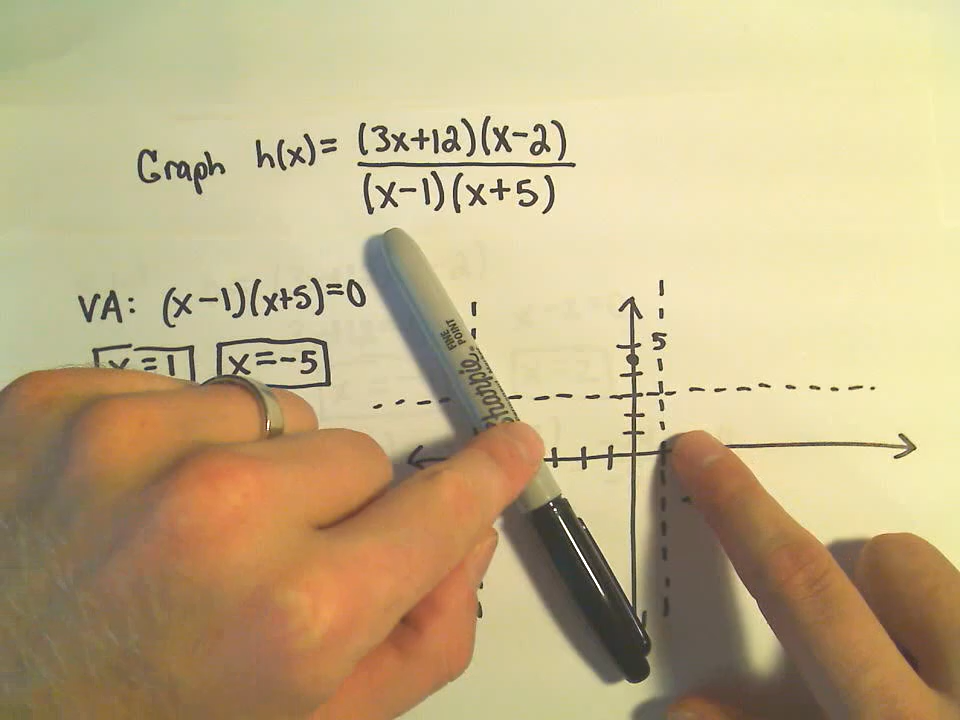 Graph h(x) = (3x+12)(x-2)
(x-1)(x+5)
VA: (x-1)(x+5)=0
x=1 x=-5
5
Sharpie
FINE POINT